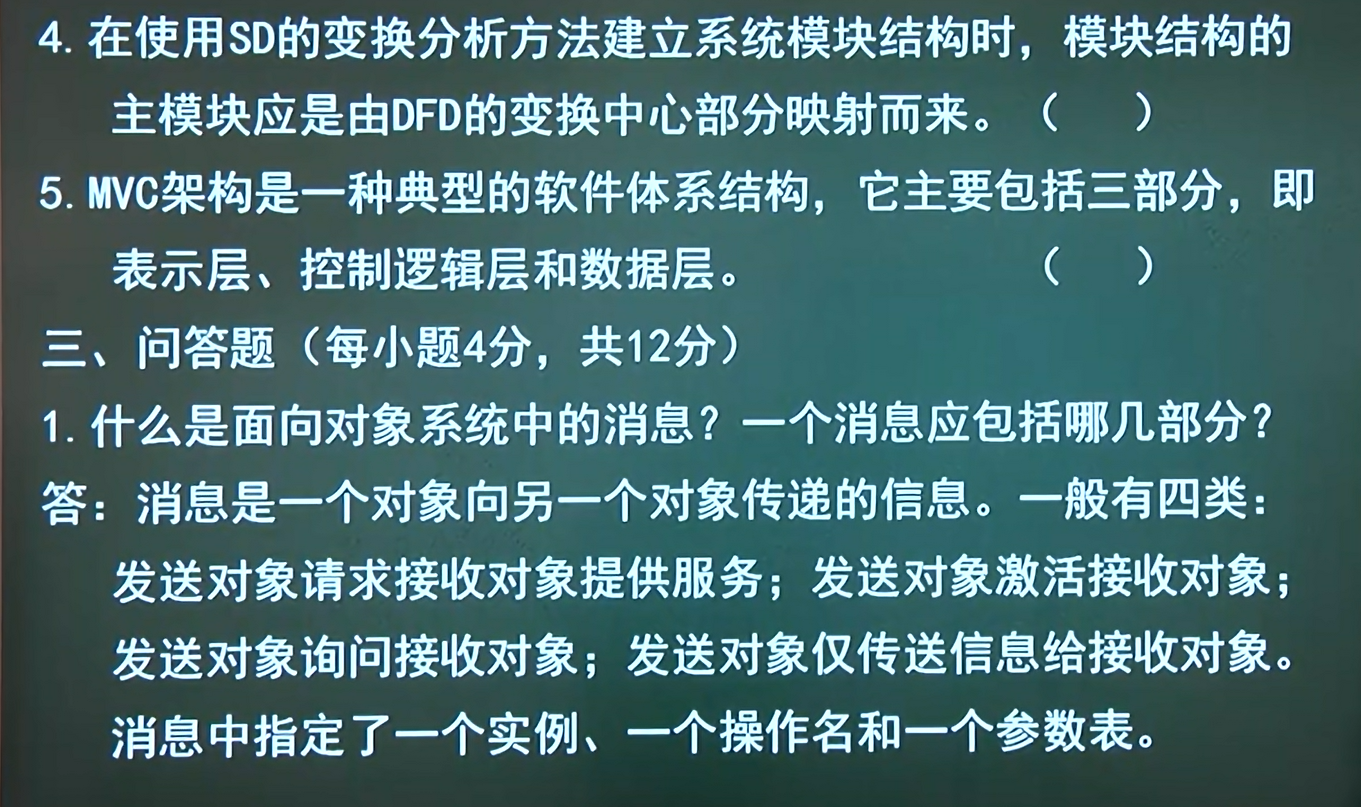 4. 在使用SD的变换分析方法建立系统模块结构时，模块结构的
主模块应是由DFD的变换中心部分映射而来。（　　）
5. MVC架构是一种典型的软件体系结构，它主要包括三部分，即
表示层、控制逻辑层和数据层。（　　）
三、问答题（每小题4分，共12分）
1. 什么是面向对象系统中的消息？一个消息应包括哪几部分？
答：消息是一个对象向另一个对象传递的信息。一般有四类：
发送对象请求接收对象提供服务；发送对象激活接收对象；
发送对象询问接收对象；发送对象仅传送信息给接收对象。
消息中指定了一个实例、一个操作名和一个参数表。